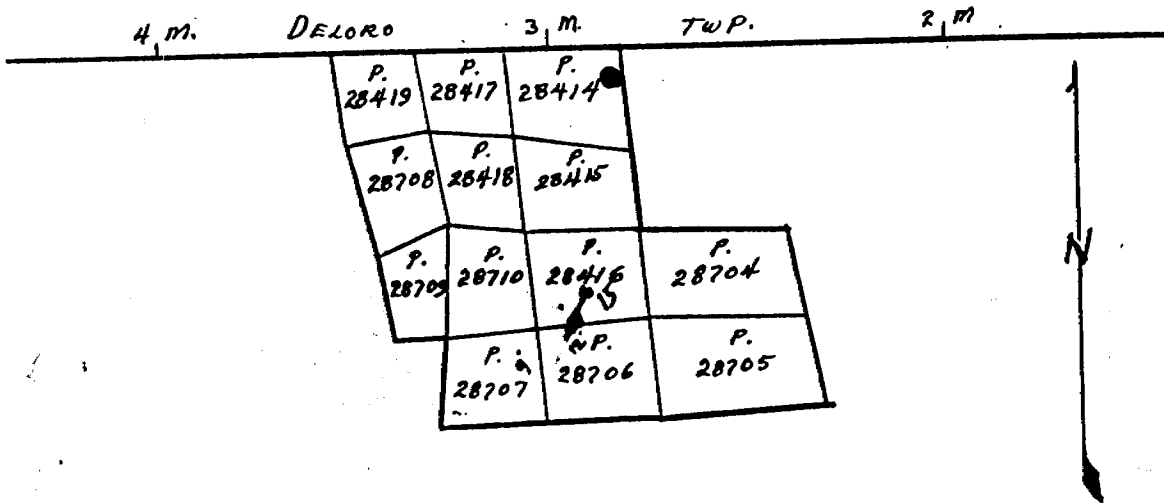 4 M. DELORO 3 M. TWP. 2 M
P. 28419
P. 28417
P. 28414
P. 28708
P. 28418
P. 28415
P. 28709
P. 28710
P. 28416
P. 28704
P. 28707
P. 28706
P. 28705
N